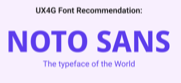 UX4G Font Recommendation:
NOTO SANS
The typeface of the World